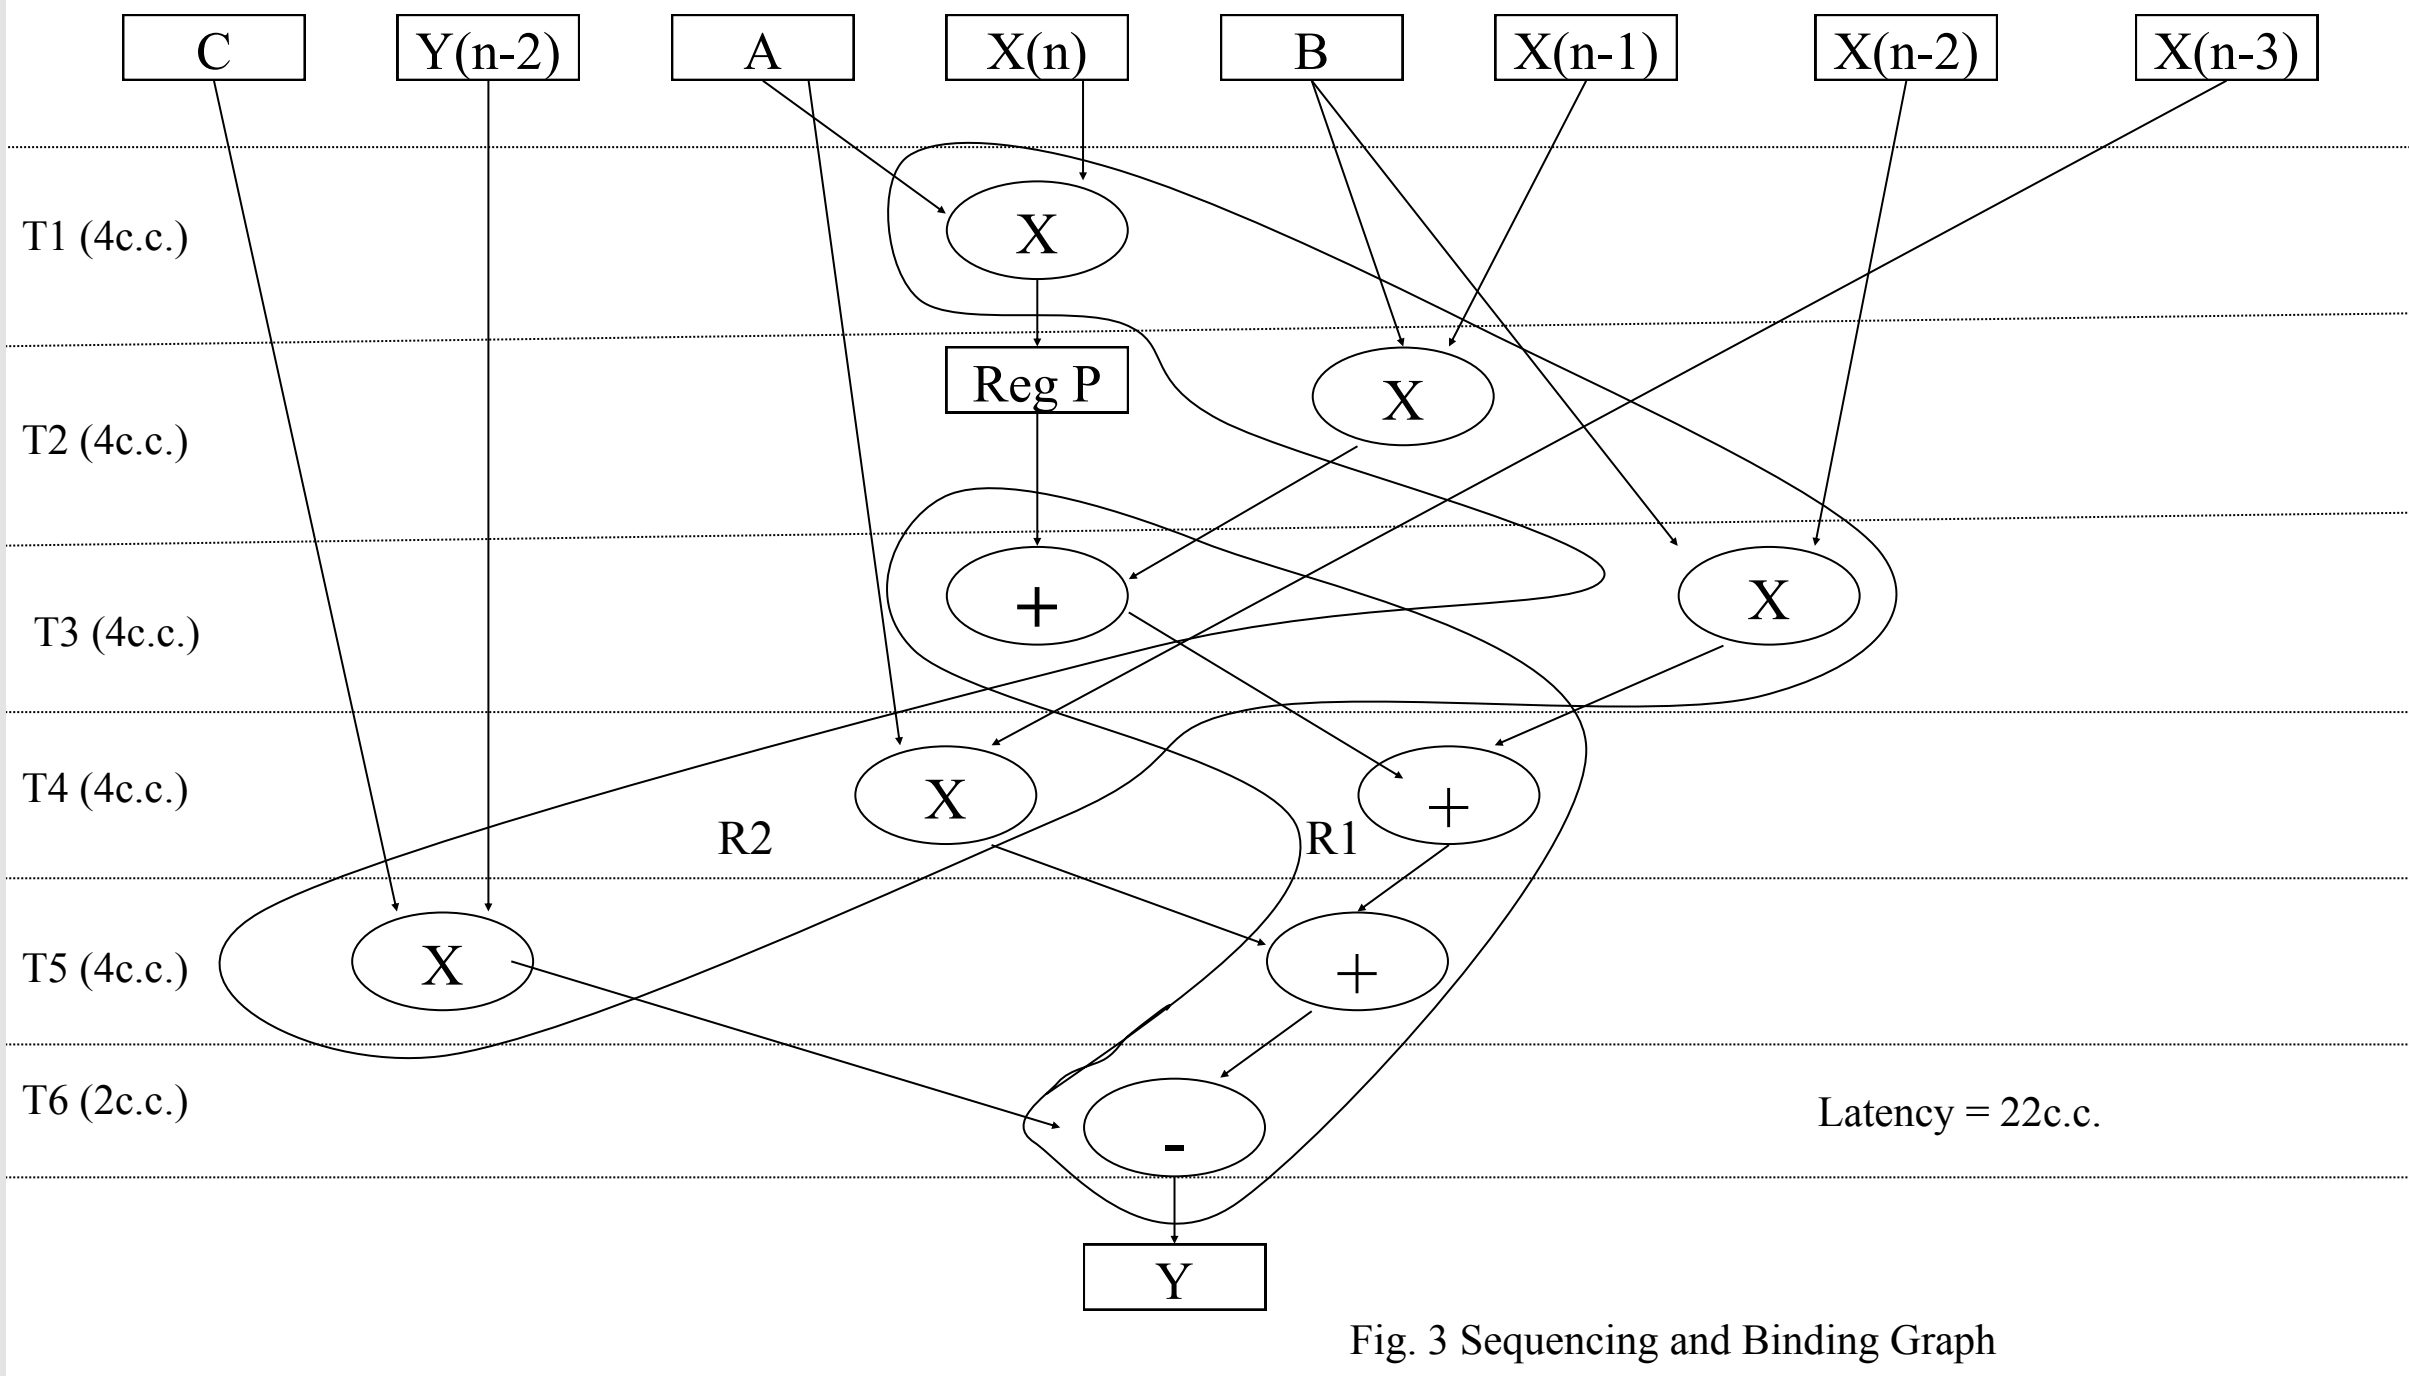 C Y(n-2) A X(n) B X(n-1) X(n-2) X(n-3)
T1 (4c.c.) X
Reg P X
T2 (4c.c.)
+ X
T3 (4c.c.)
T4 (4c.c.) X +
R2 R1
T5 (4c.c.) X +
T6 (2c.c.) - Latency = 22c.c.
Y
Fig. 3 Sequencing and Binding Graph